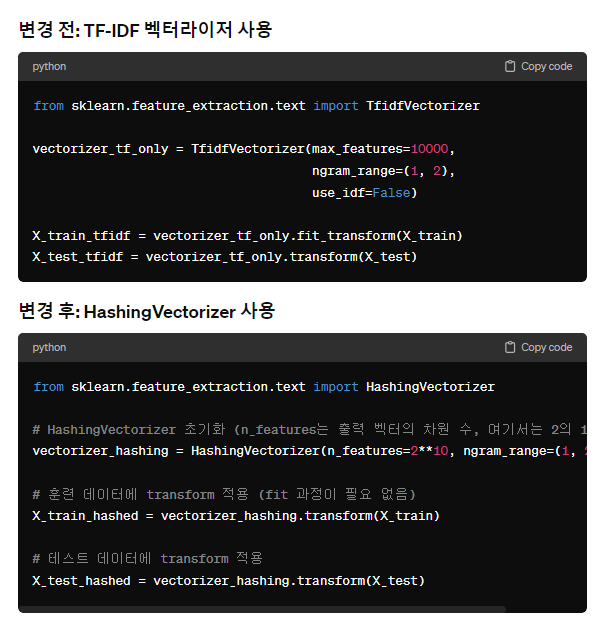 변경 전: TF-IDF 벡터라이저 사용
python
Copy code
from sklearn.feature_extraction.text import TfidfVectorizer
vectorizer_tf_only = TfidfVectorizer(max_features=10000,
ngram_range=(1, 2),
use_idf=False)
X_train_tfidf = vectorizer_tf_only.fit_transform(X_train)
X_test_tfidf = vectorizer_tf_only.transform(X_test)
변경 후: HashingVectorizer 사용
python
Copy code
from sklearn.feature_extraction.text import HashingVectorizer
# HashingVectorizer 초기화 (n_features는 출력 벡터의 차원 수, 여기서는 2의
vectorizer_hashing = HashingVectorizer(n_features=2**10, ngram_range=(1,
# 훈련 데이터에 transform 적용 (fit 과정이 필요 없음)
X_train_hashed = vectorizer_hashing.transform(X_train)
# 테스트 데이터에 transform 적용
X_test_hashed = vectorizer_hashing.transform(X_test)